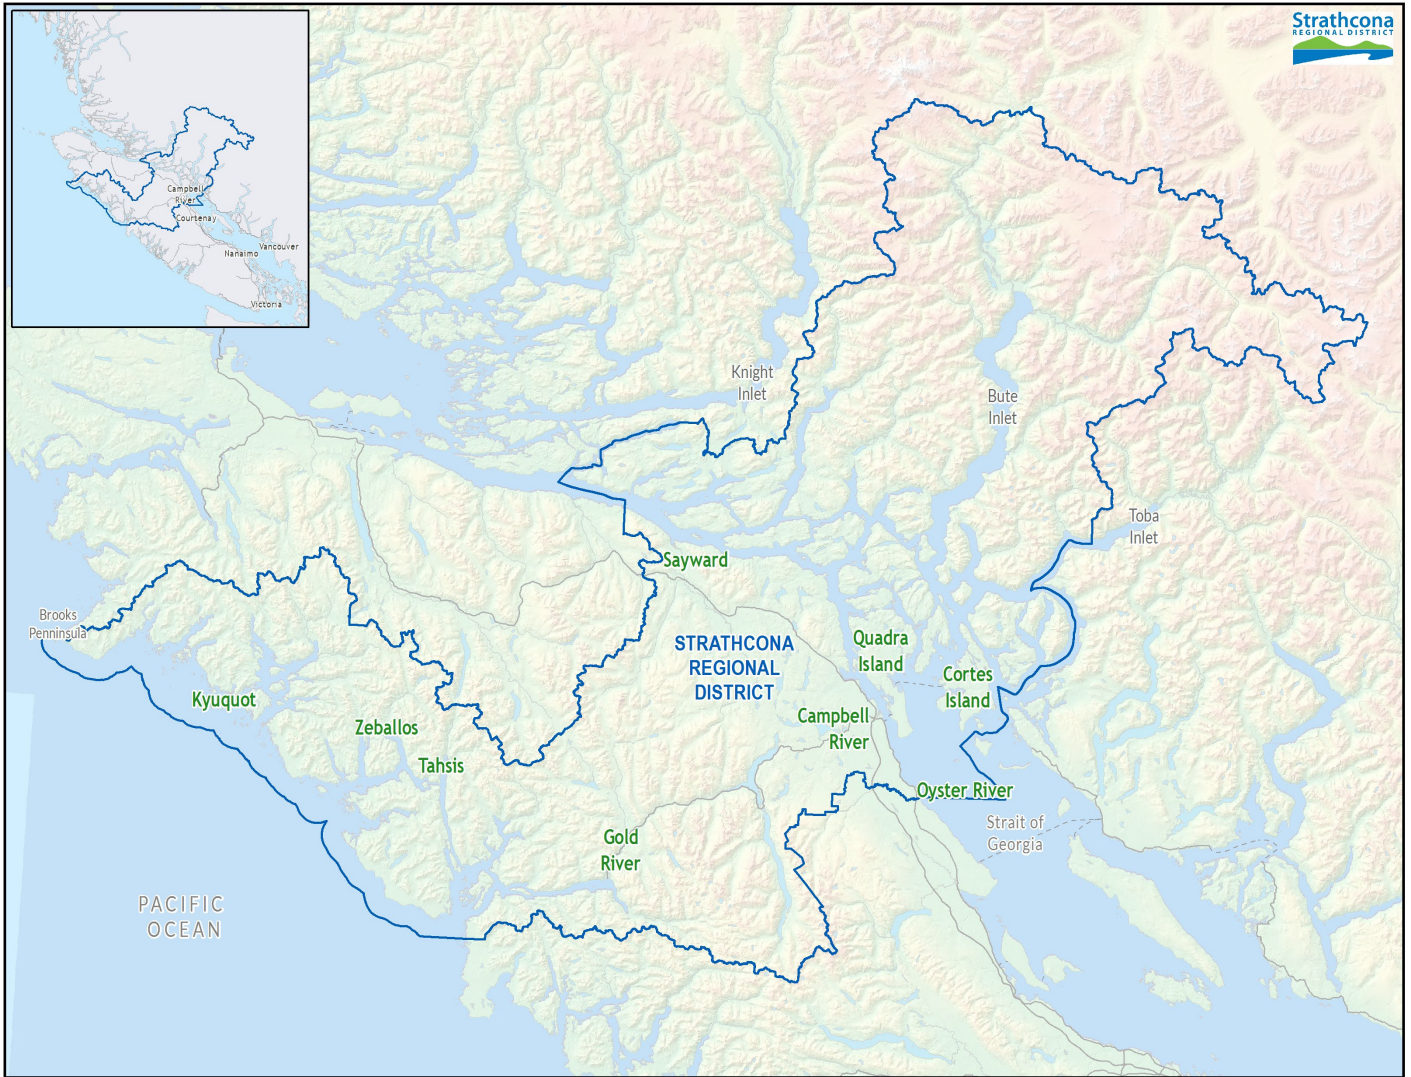 Strathcona
REGIONAL DISTRICT
Campbell
River
Courtenay
Vancouver
Nanaimo
Victoria
Knight
Inlet
Bute
Inlet
Toba
Inlet
Sayward
Brooks
Penninsula
STRATHCONA
REGIONAL
DISTRICT
Quadra
Island
Cortes
Island
Kyuquot
Zeballos
Tahsis
Campbell
River
Oyster River
Strait of
Georgia
Gold
River
PACIFIC
OCEAN